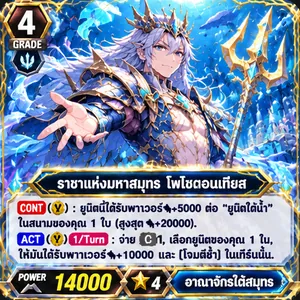 4
GRADE
ราชาแห่งมหาสมุทร โพไซดอนเทียส
CONT (V) : ยูนิตนี้ได้รับพาวเวอร์+5000 ต่อ "ยูนิตใต้น้ำ"
ในสนามของคุณ 1 ใบ (สูงสุด +20000).
ACT (V) 1/Turn : จ่าย C 1, เลือกยูนิตของคุณ 1 ใบ,
ให้มันได้รับพาเวอร์+10000 และ [โจมตีซ้ำ] ในเทิร์นนั้น.
POWER 14000 4 อาณาจักรใต้สมุทร